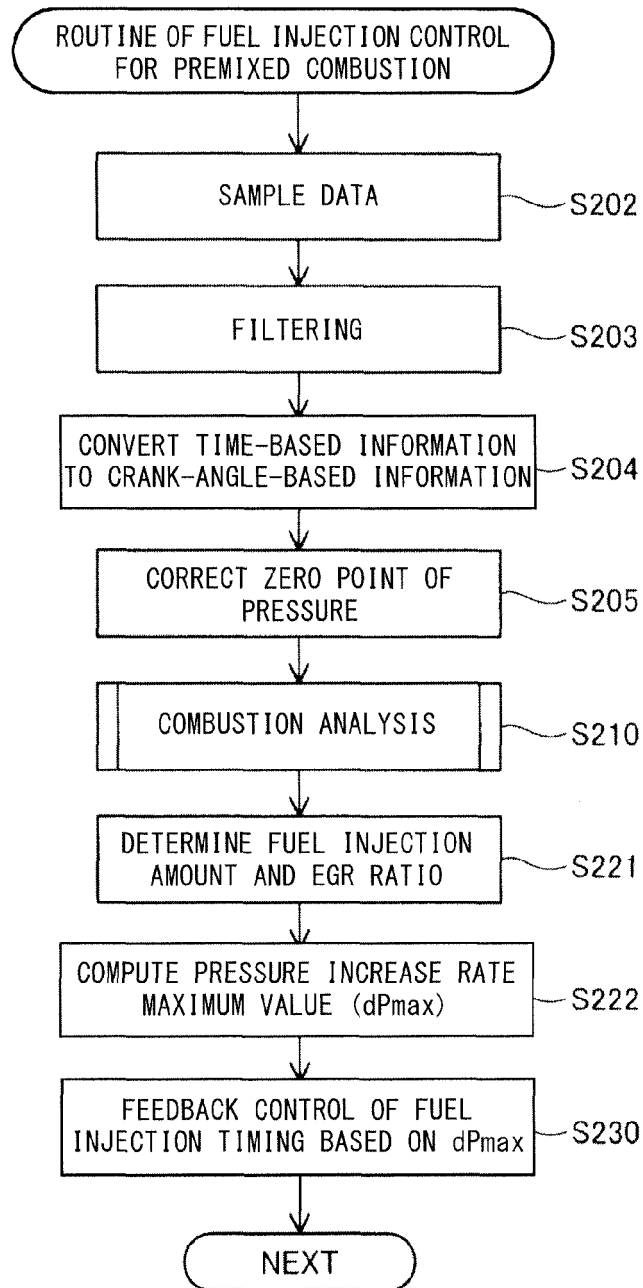 ROUTINE OF FUEL INJECTION CONTROL
FOR PREMIXED COMBUSTION
SAMPLE DATA
S202
FILTERING
S203
CONVERT TIME-BASED INFORMATION
TO CRANK-ANGLE-BASED INFORMATION
S204
CORRECT ZERO POINT OF
PRESSURE
S205
COMBUSTION ANALYSIS
S210
DETERMINE FUEL INJECTION
AMOUNT AND EGR RATIO
S221
COMPUTE PRESSURE INCREASE RATE
MAXIMUM VALUE (dPmax)
S222
FEEDBACK CONTROL OF FUEL
INJECTION TIMING BASED ON dPmax
S230
NEXT